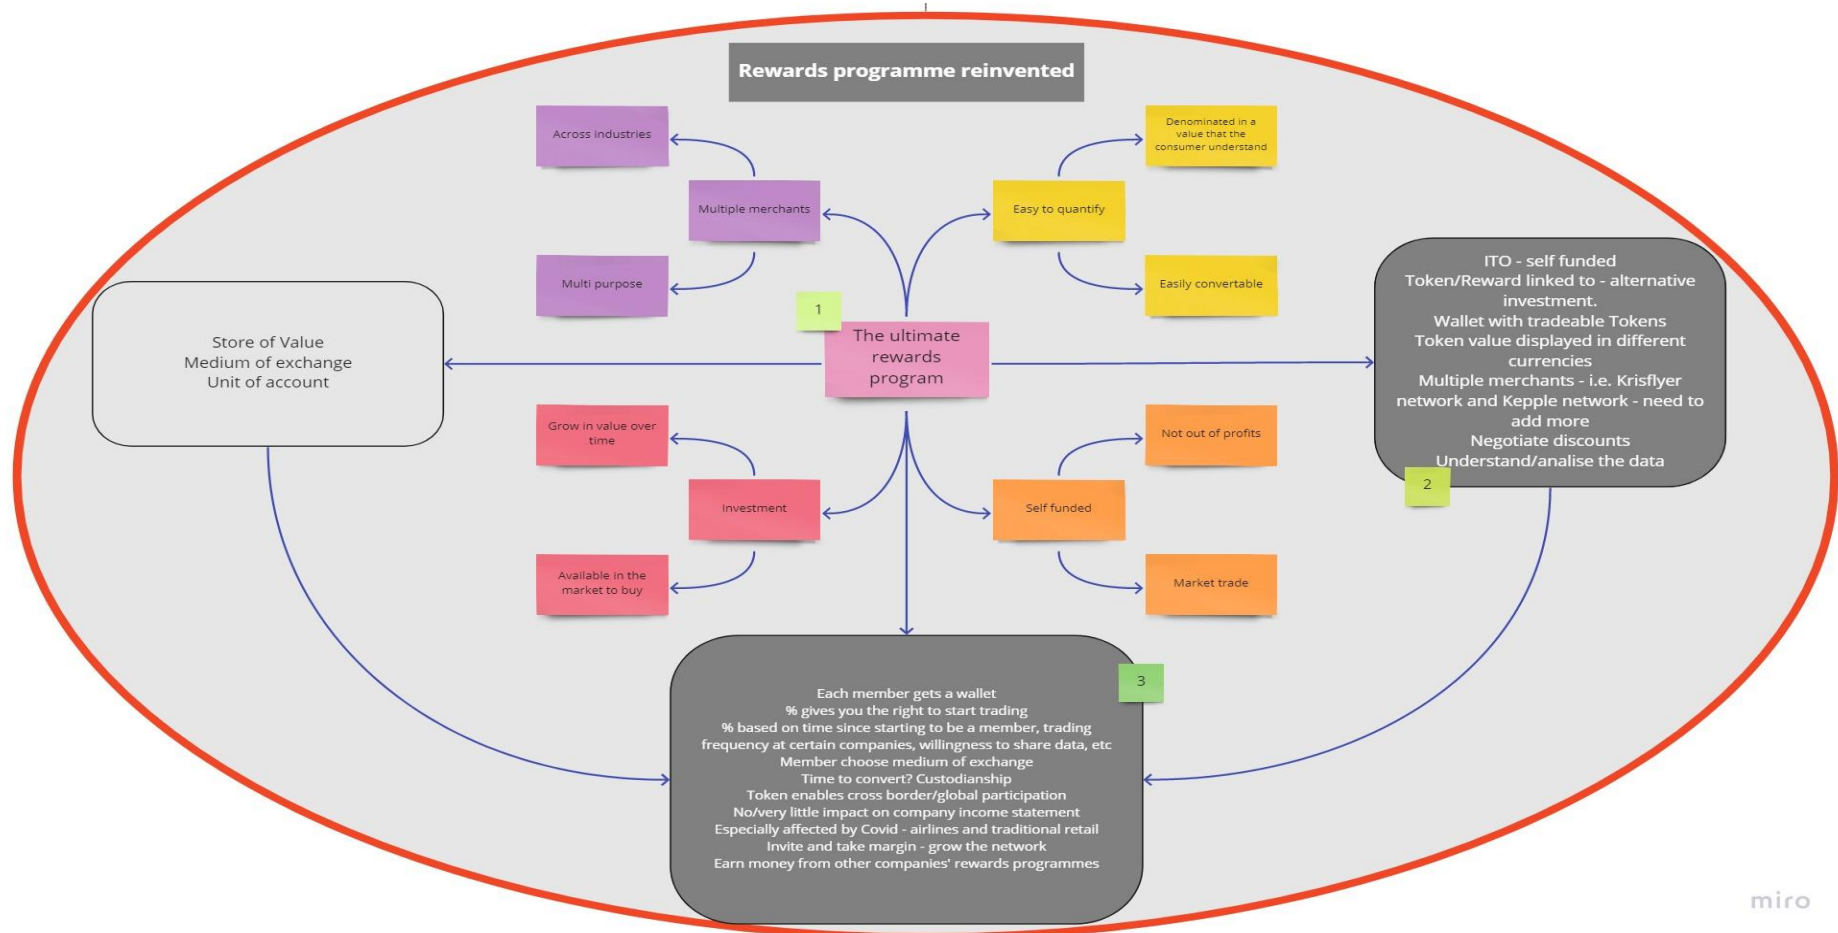 Rewards programme reinvented
Across industries
Multiple merchants
Multi purpose
Denominated in a
value that the
consumer understand
Easy to quantify
Easily convertable
1
The ultimate
rewards
program
Store of Value
Medium of exchange
Unit of account
ITO - self funded
Token/Reward linked to - alternative
investment.
Wallet with tradeable Tokens
Token value displayed in different
currencies
Multiple merchants - i.e. Krisflyer
network and Kepple network - need to
add more
Negotiate discounts
Understand/analise the data
2
Grow in value over
time
Investment
Available in the
market to buy
Not out of profits
Self funded
Market trade
3
Each member gets a wallet
% gives you the right to start trading
% based on time since starting to be a member, trading
frequency at certain companies, willingness to share data, etc
Member choose medium of exchange
Time to convert? Custodianship
Token enables cross border/global participation
No/very little impact on company income statement
Especially affected by Covid - airlines and traditional retail
Invite and take margin - grow the network
Earn money from other companies' rewards programmes
miro